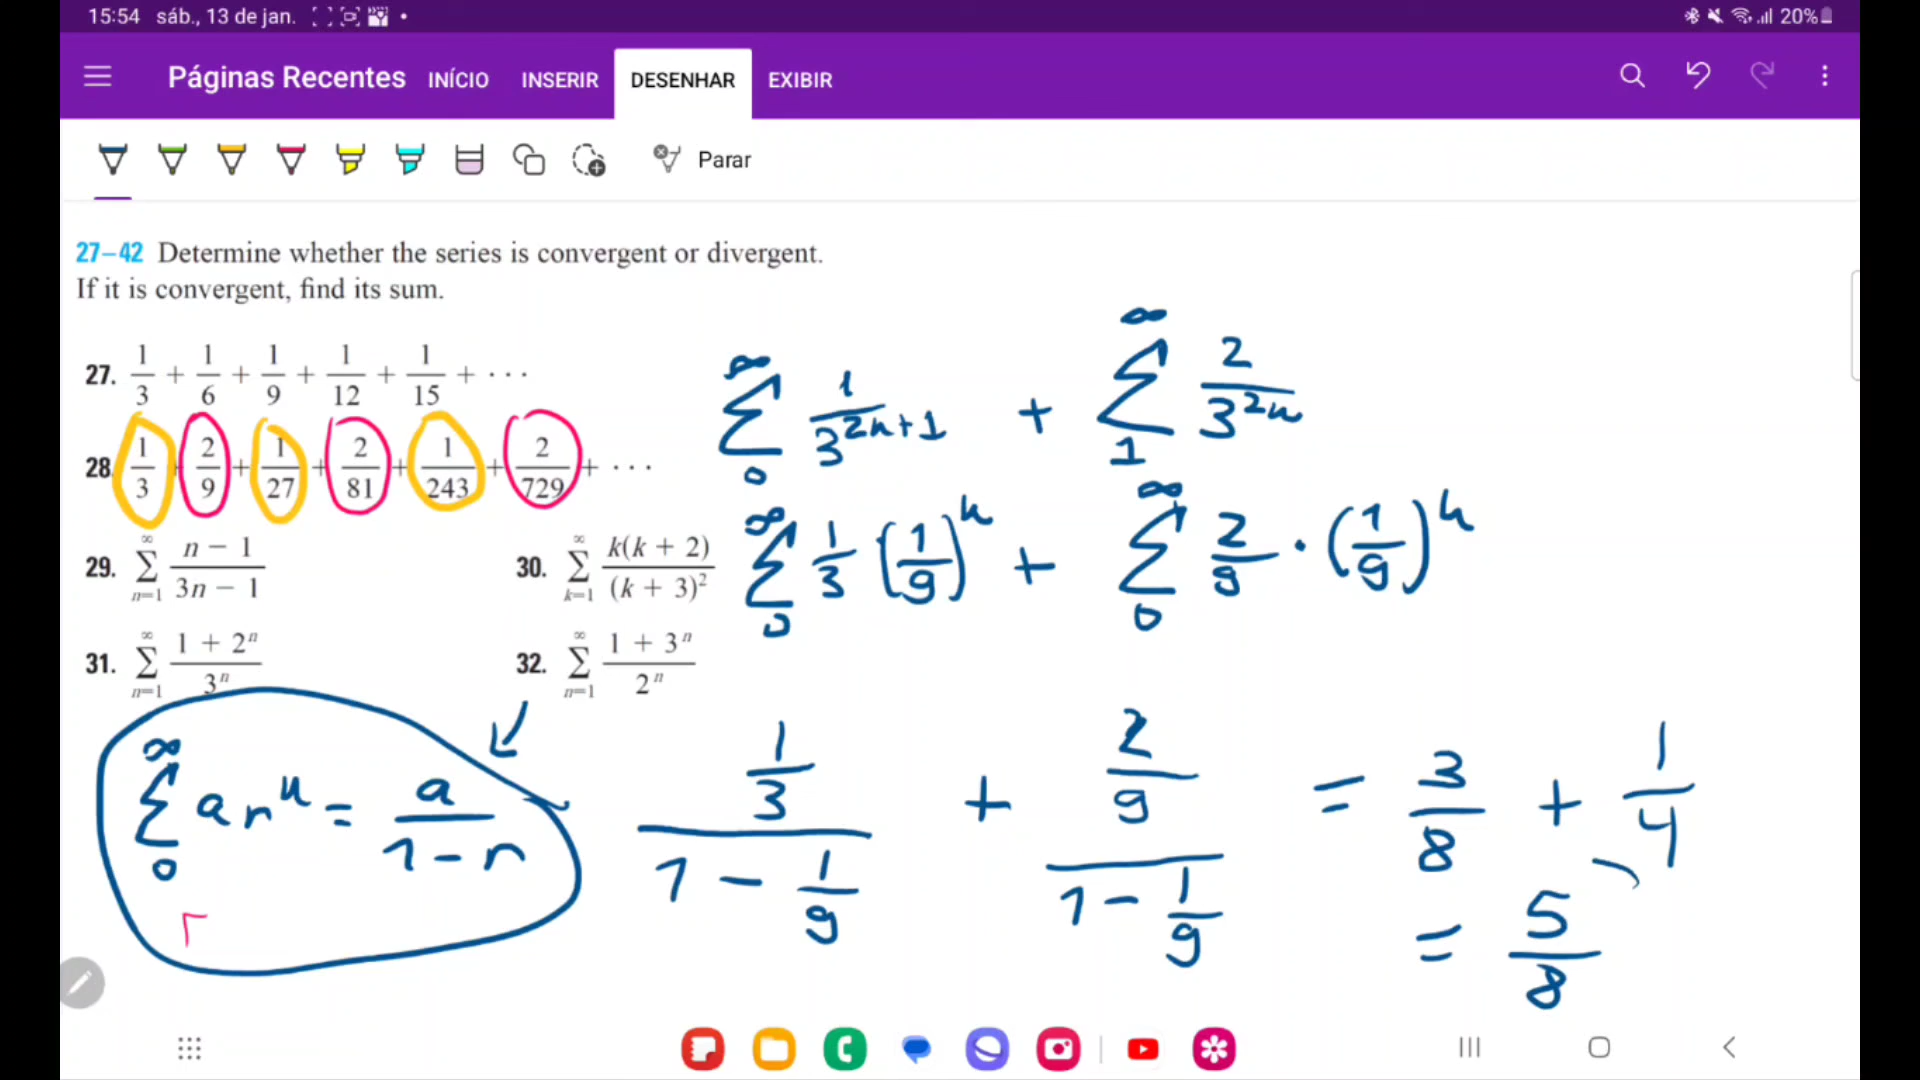 15:54 sáb., 13 de jan. 20%
Páginas Recentes INÍCIO INSERIR DESENHAR EXIBIR
Parar
27–42 Determine whether the series is convergent or divergent.
If it is convergent, find its sum.
27. 1/3 + 1/6 + 1/9 + 1/12 + 1/15 + ···
28. 1/3 + 2/9 + 1/27 + 2/81 + 1/243 + 2/729 + ···
29. ∞ Σ n=1 (n − 1)/(3n − 1)
30. ∞ Σ k=1 k(k + 2)/(k + 3)²
31. ∞ Σ n=1 (1 + 2ⁿ)/3ⁿ
32. ∞ Σ n=1 (1 + 3ⁿ)/2ⁿ
∞ Σ 0 1/3^(2n+1) + ∞ Σ 1 2/3^(2n)
∞ Σ 0 1/3 (1/9)^n + ∞ Σ 0 2/9 · (1/9)^n
∞ Σ 0 a r^n = a/(1 − r)
(1/3)/(1 − 1/9) + (2/9)/(1 − 1/9) = 3/8 + 1/4
= 5/8